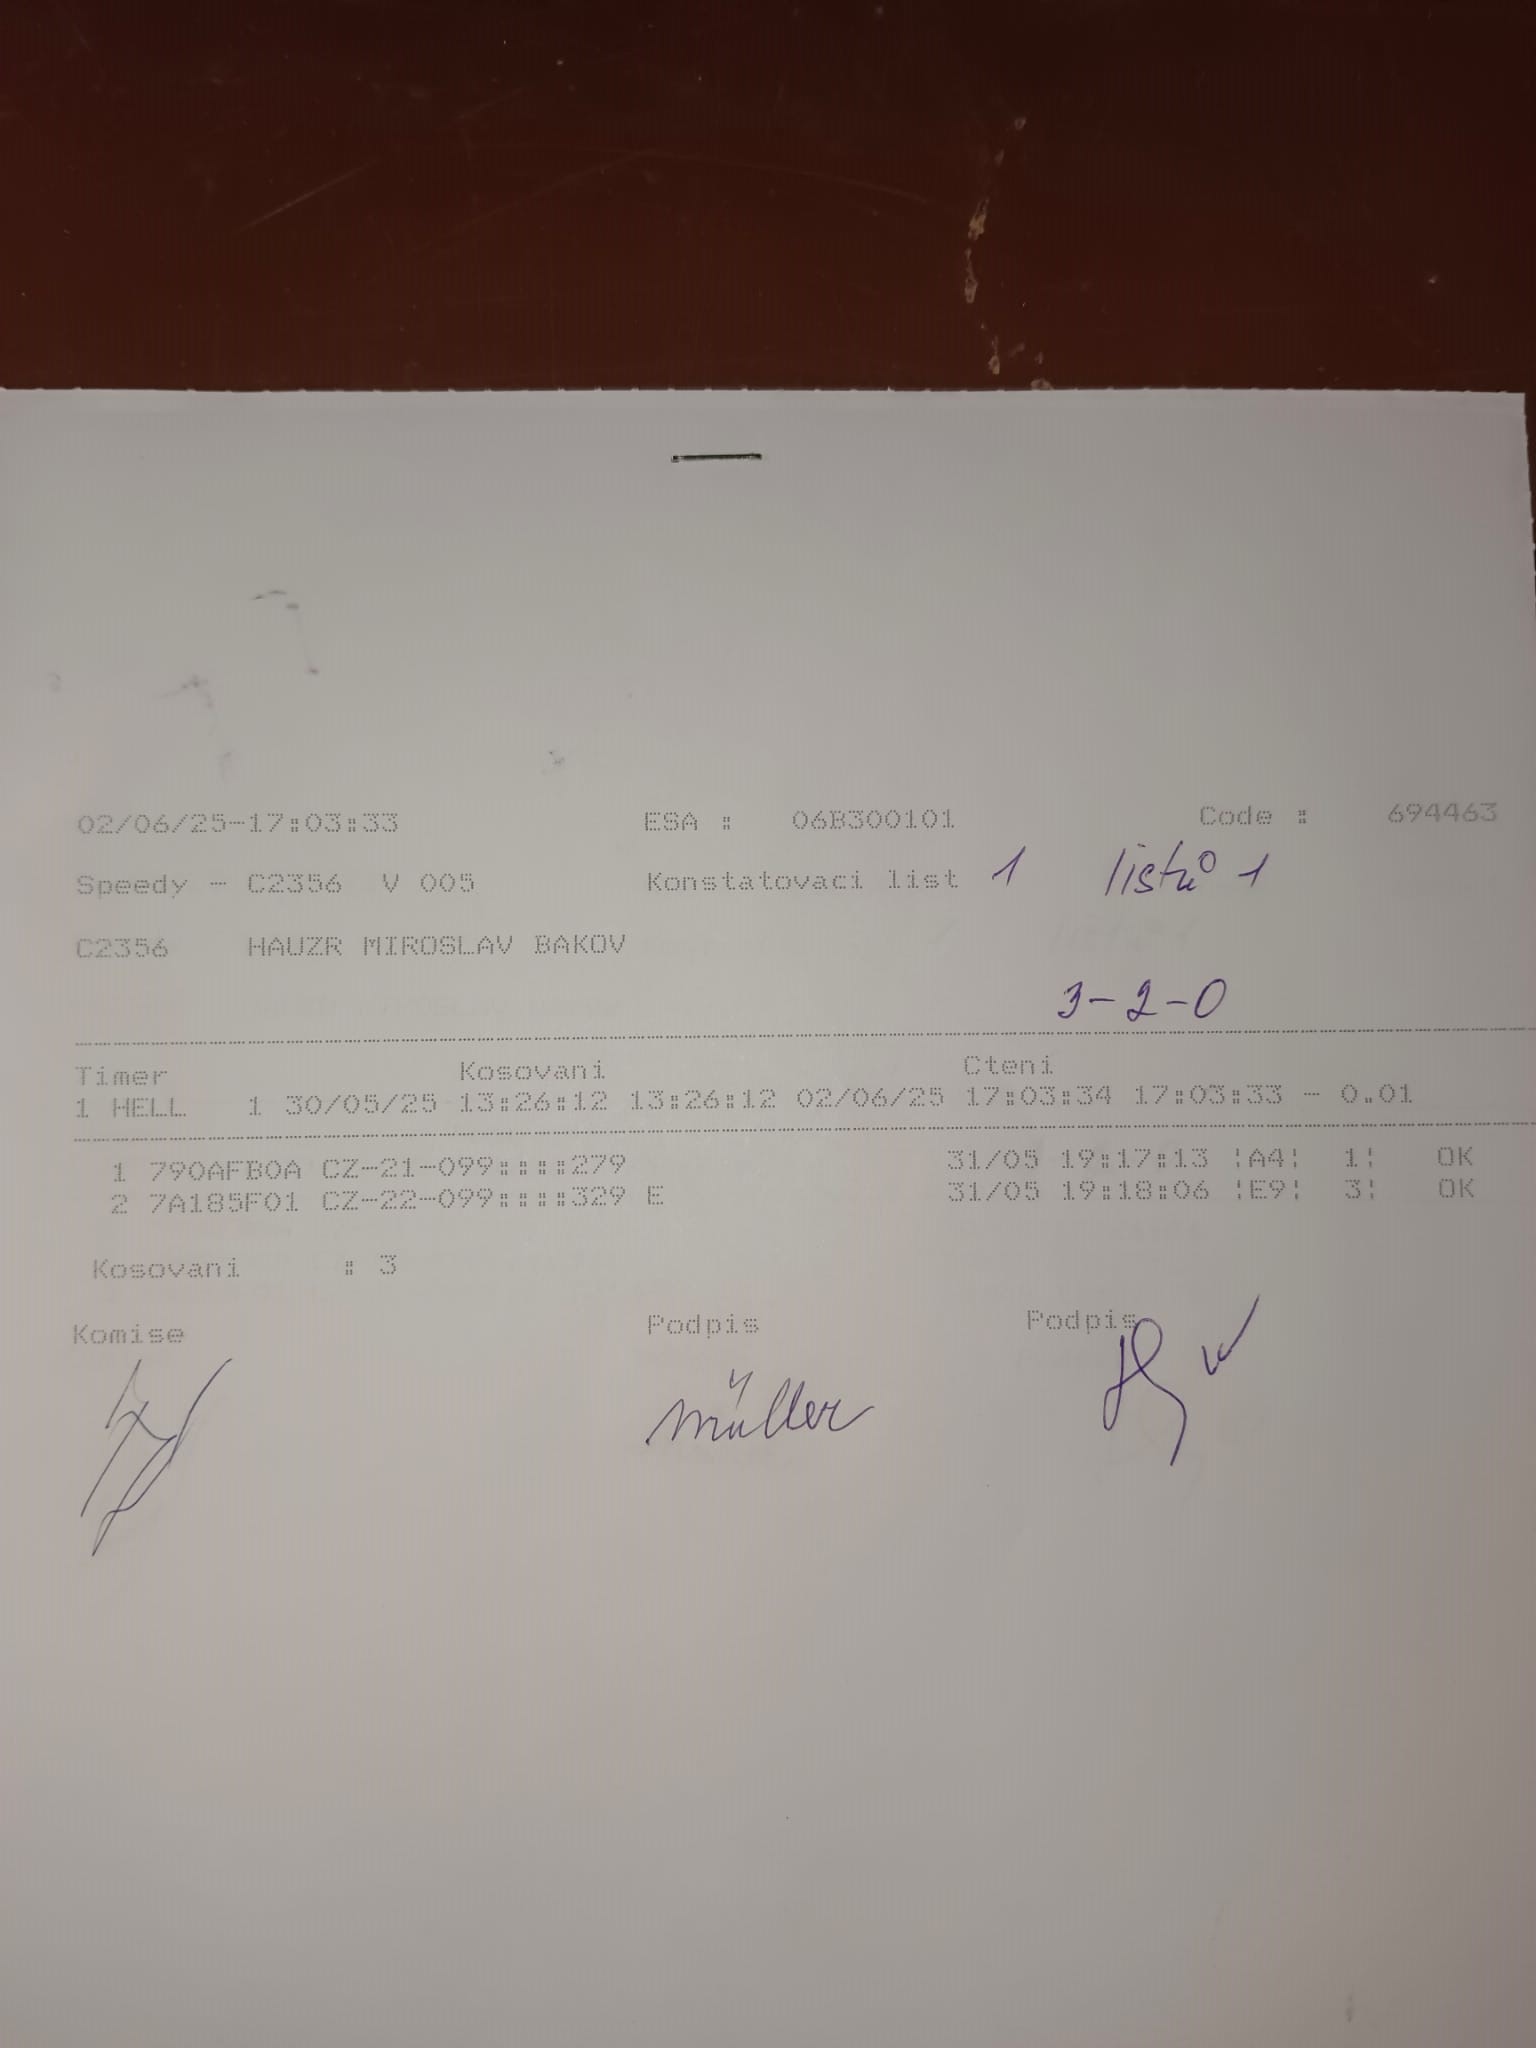 02/06/25-17:03:33 ESA : 06B300101 Code : 694463
Speedy - C2356 V 005 Konstatovaci list 1 listů 1
C2356 HAUZR MIROSLAV BAKOV
3-2-0
Timer Kosovani Cteni
1 HELL 1 30/05/25 13:26:12 13:26:12 02/06/25 17:03:34 17:03:33 - 0.01
1 790AFB0A CZ-21-099::::279 31/05 19:17:13 ¦A4¦ 1¦ OK
2 7A185F01 CZ-22-099::::329 E 31/05 19:18:06 ¦E9¦ 3¦ OK
Kosovani : 3
Komise Podpis Podpis
Müller